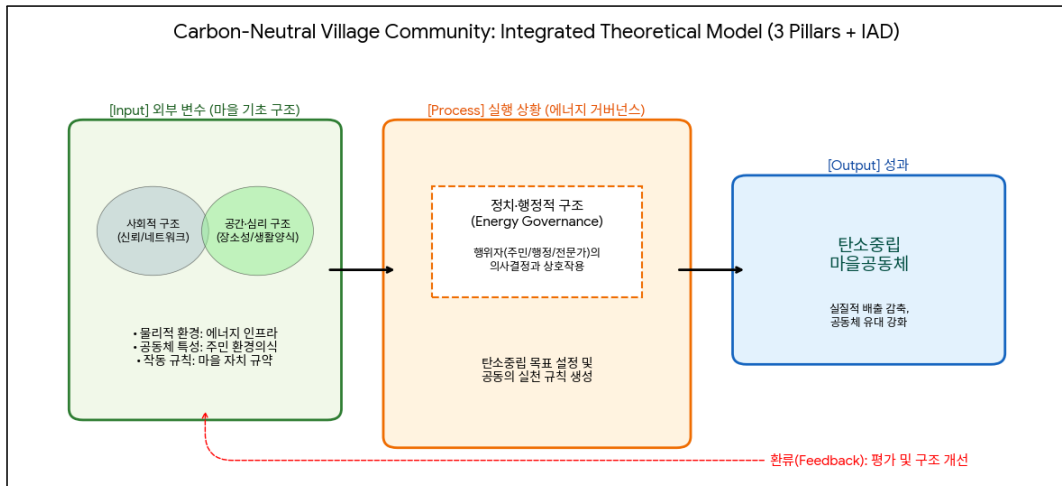 Carbon-Neutral Village Community: Integrated Theoretical Model (3 Pillars + IAD)
[Input] 외부 변수 (마을 기초 구조)
사회적 구조
(신뢰/네트워크)
공간·심리 구조
(장소성/생활양식)
• 물리적 환경: 에너지 인프라
• 공동체 특성: 주민 환경의식
• 작동 규칙: 마을 자치 규약
[Process] 실행 상황 (에너지 거버넌스)
정치·행정적 구조
(Energy Governance)
행위자(주민/행정/전문가)의
의사결정과 상호작용
탄소중립 목표 설정 및
공동의 실천 규칙 생성
[Output] 성과
탄소중립
마을공동체
실질적 배출 감축,
공동체 유대 강화
환류(Feedback): 평가 및 구조 개선